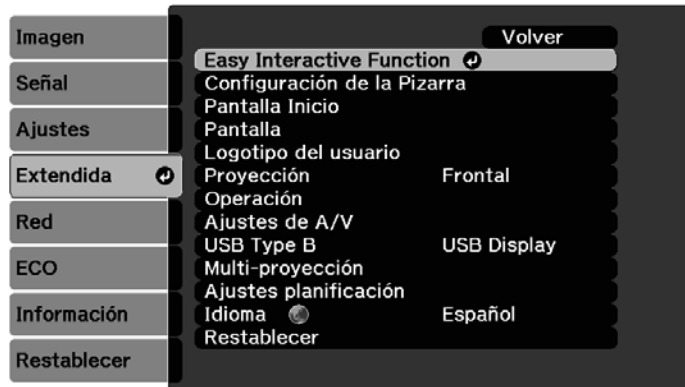 Imagen
Señal
Ajustes
Extendida
Red
ECO
Información
Restablecer
Volver
Easy Interactive Function
Configuración de la Pizarra
Pantalla Inicio
Pantalla
Logotipo del usuario
Proyección Frontal
Operación
Ajustes de A/V
USB Type B USB Display
Multi-proyección
Ajustes planificación
Idioma Español
Restablecer